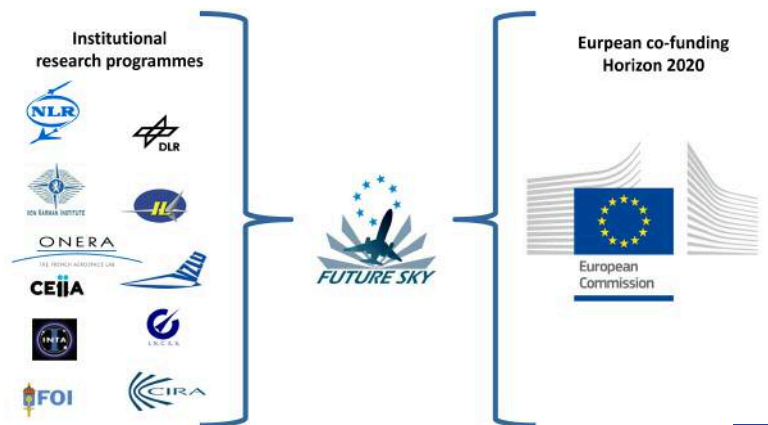 Institutional
research programmes
Eurpean co-funding
Horizon 2020
NLR
DLR
VON KARMAN INSTITUTE
ONERA
THE FRENCH AEROSPACE LAB
CEiiA
INTA
I.N.C.A.S.
FOI
CIRA
FUTURE SKY
European
Commission